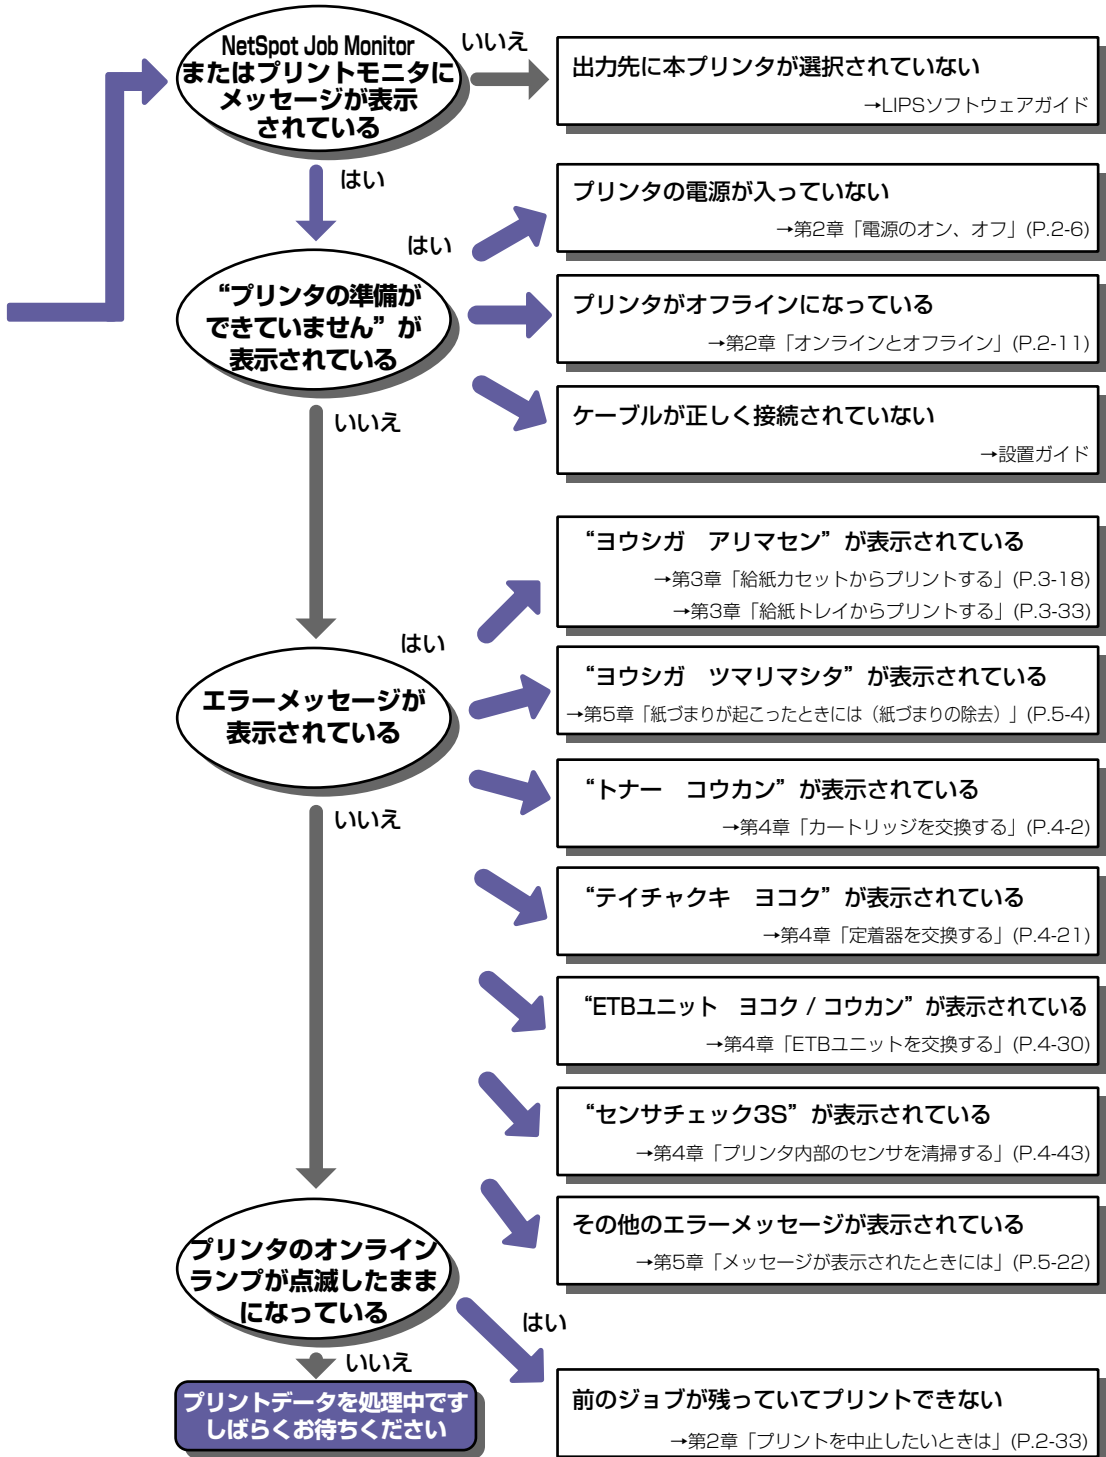 NetSpot Job Monitor
またはプリントモニタに
メッセージが表示
されている
いいえ
出力先に本プリンタが選択されていない
→LIPSソフトウェアガイド
はい
はい
プリンタの電源が入っていない
→第2章「電源のオン、オフ」(P.2-6)
“プリンタの準備が
できていません”が
表示されている
プリンタがオフラインになっている
→第2章「オンラインとオフライン」(P.2-11)
ケーブルが正しく接続されていない
→設置ガイド
いいえ
“ヨウシガ　アリマセン”が表示されている
→第3章「給紙カセットからプリントする」(P.3-18)
→第3章「給紙トレイからプリントする」(P.3-33)
はい
エラーメッセージが
表示されている
“ヨウシガ　ツマリマシタ”が表示されている
→第5章「紙づまりが起こったときには（紙づまりの除去）」(P.5-4)
“トナー　コウカン”が表示されている
→第4章「カートリッジを交換する」(P.4-2)
いいえ
“テイチャクキ　ヨコク”が表示されている
→第4章「定着器を交換する」(P.4-21)
“ETBユニット　ヨコク / コウカン”が表示されている
→第4章「ETBユニットを交換する」(P.4-30)
“センサチェック3S”が表示されている
→第4章「プリンタ内部のセンサを清掃する」(P.4-43)
その他のエラーメッセージが表示されている
→第5章「メッセージが表示されたときには」(P.5-22)
プリンタのオンライン
ランプが点滅したまま
になっている
はい
いいえ
前のジョブが残っていてプリントできない
→第2章「プリントを中止したいときは」(P.2-33)
プリントデータを処理中です
しばらくお待ちください